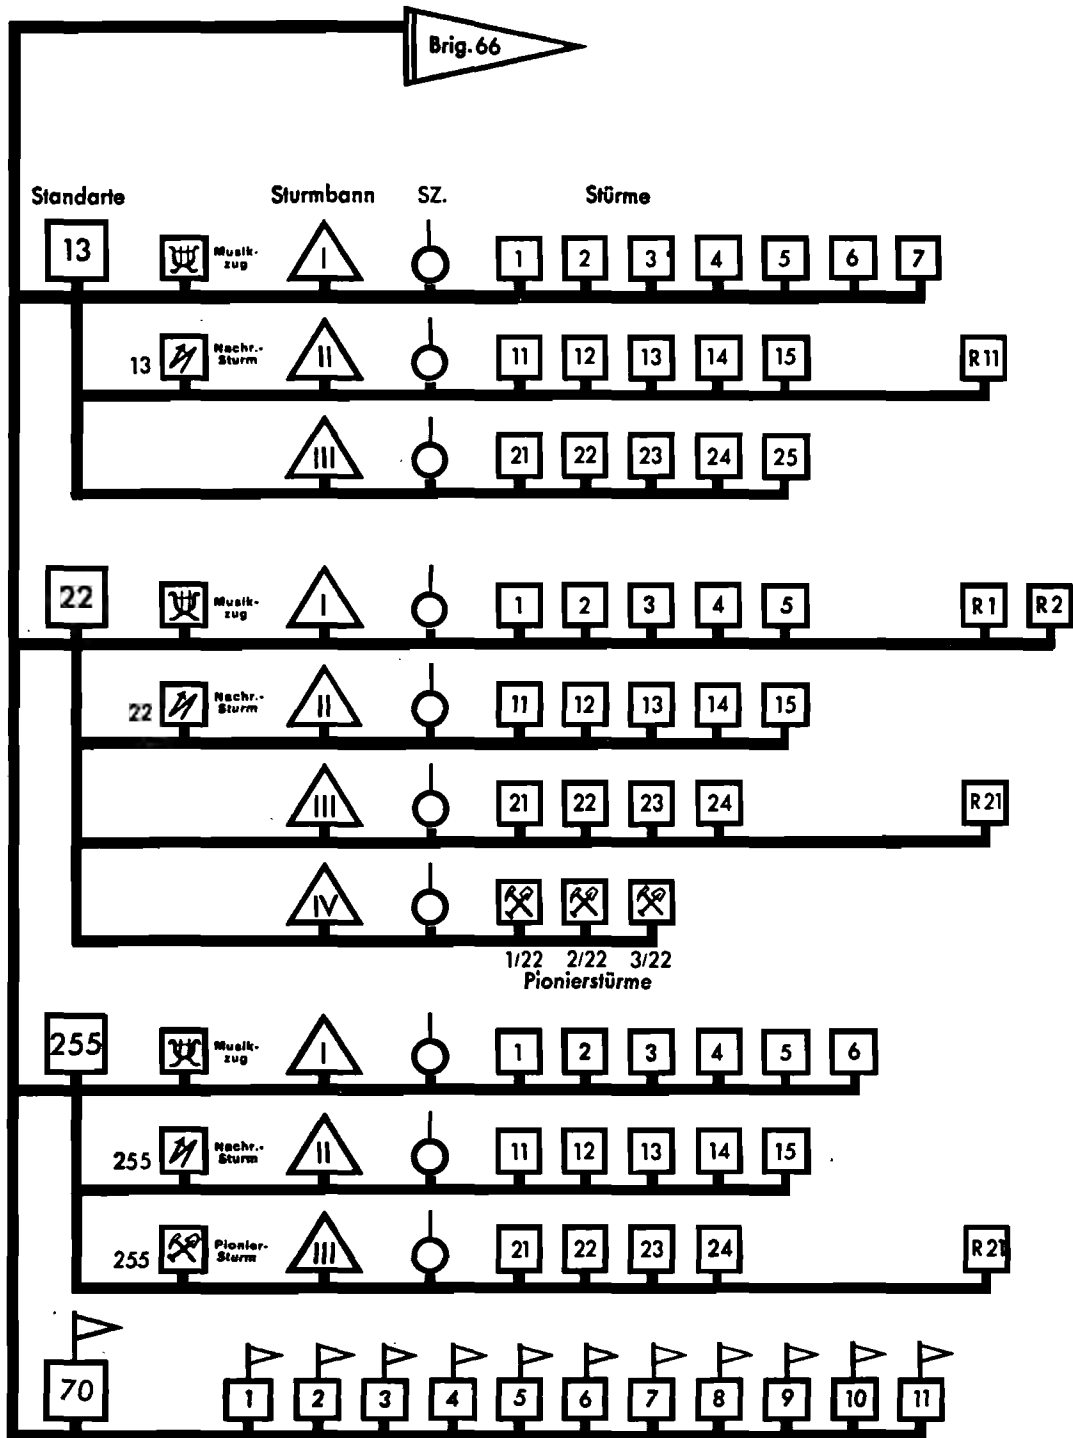 Brig. 66
Standarte Sturmbann SZ. Stürme
13 Musik-zug I 1 2 3 4 5 6 7
13 Nachr.-Sturm II 11 12 13 14 15 R 11
III 21 22 23 24 25
22 Musik-zug I 1 2 3 4 5 R 1 R 2
22 Nachr.-Sturm II 11 12 13 14 15
III 21 22 23 24 R 21
IV
1/22 2/22 3/22
Pionierstürme
255 Musik-zug I 1 2 3 4 5 6
255 Nachr.-Sturm II 11 12 13 14 15
255 Pionier-Sturm III 21 22 23 24 R 21
70 1 2 3 4 5 6 7 8 9 10 11